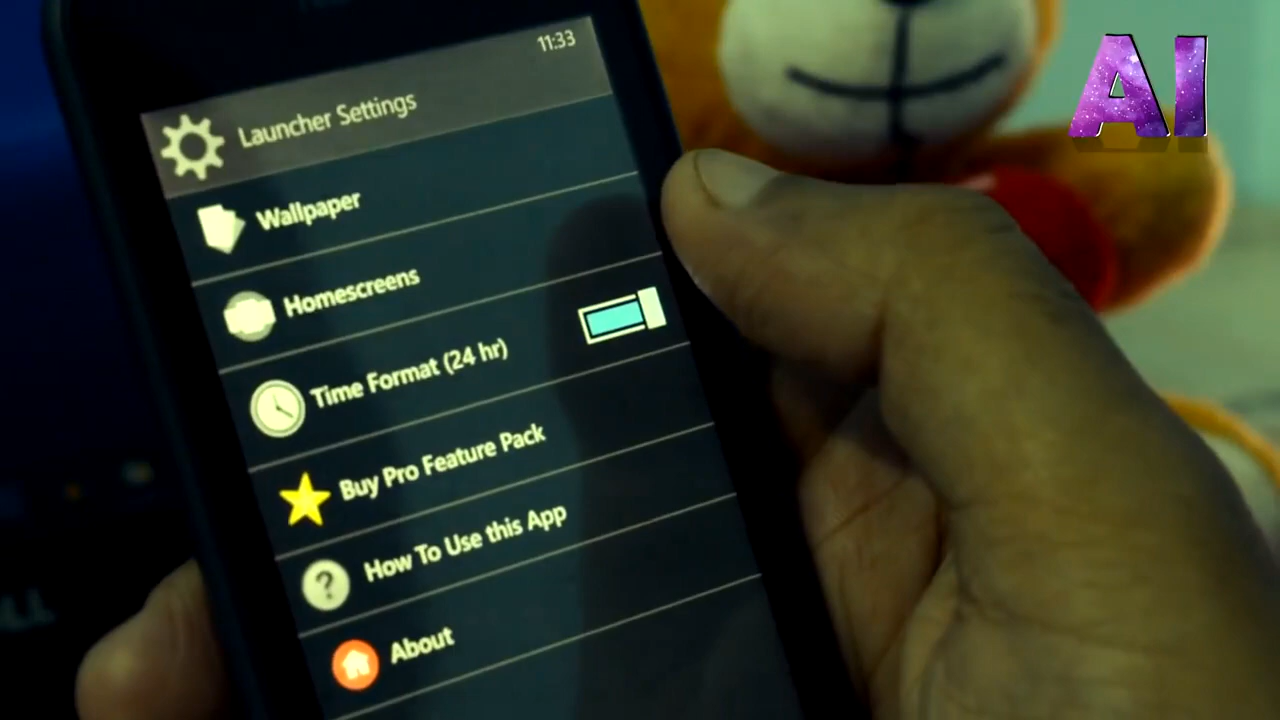 AI
11:33
Launcher Settings
Wallpaper
Homescreens
Time Format (24 hr)
Buy Pro Feature Pack
How To Use this App
About